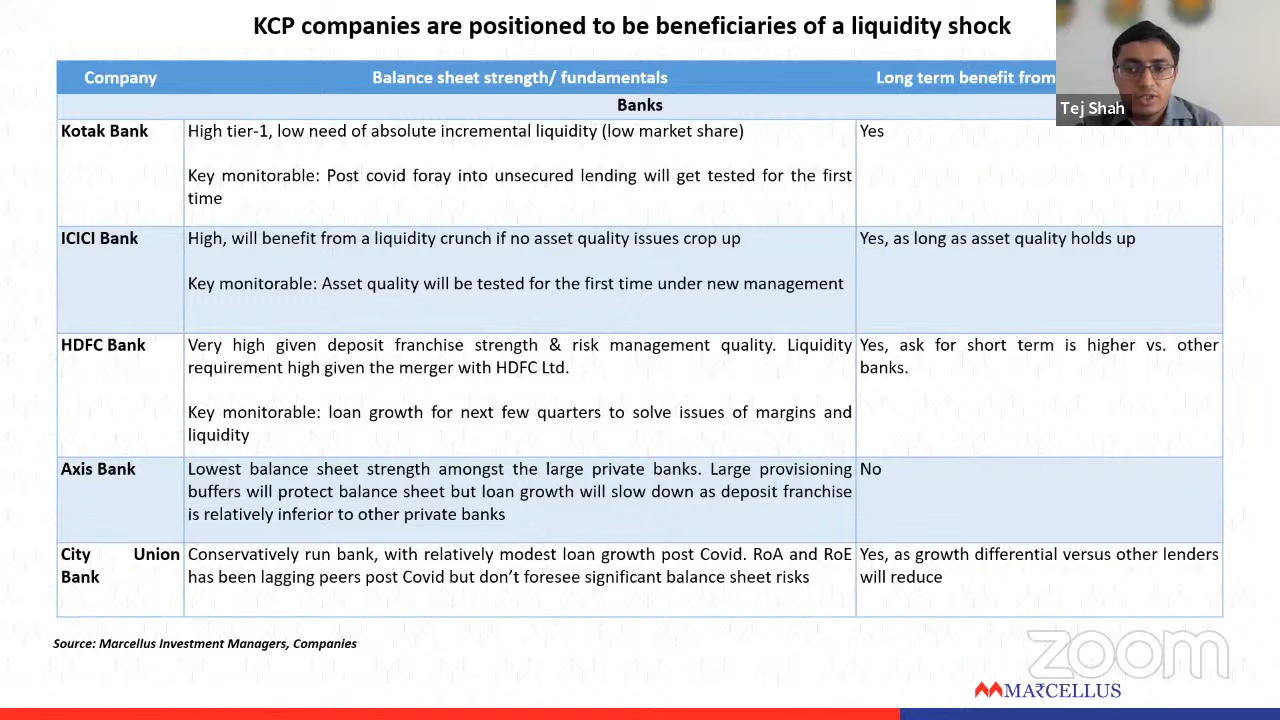 KCP companies are positioned to be beneficiaries of a liquidity shock
Company
Balance sheet strength/ fundamentals
Long term benefit from
Tej Shah
Banks
Kotak Bank
High tier-1, low need of absolute incremental liquidity (low market share)
Key monitorable: Post covid foray into unsecured lending will get tested for the first
time
Yes
ICICI Bank
High, will benefit from a liquidity crunch if no asset quality issues crop up
Key monitorable: Asset quality will be tested for the first time under new management
Yes, as long as asset quality holds up
HDFC Bank
Very high given deposit franchise strength & risk management quality. Liquidity
requirement high given the merger with HDFC Ltd.
Key monitorable: loan growth for next few quarters to solve issues of margins and
liquidity
Yes, ask for short term is higher vs. other
banks.
Axis Bank
Lowest balance sheet strength amongst the large private banks. Large provisioning
buffers will protect balance sheet but loan growth will slow down as deposit franchise
is relatively inferior to other private banks
No
City Union
Bank
Conservatively run bank, with relatively modest loan growth post Covid. RoA and RoE
has been lagging peers post Covid but don't foresee significant balance sheet risks
Yes, as growth differential versus other lenders
will reduce
Source: Marcellus Investment Managers, Companies
zoom
MARCELLUS